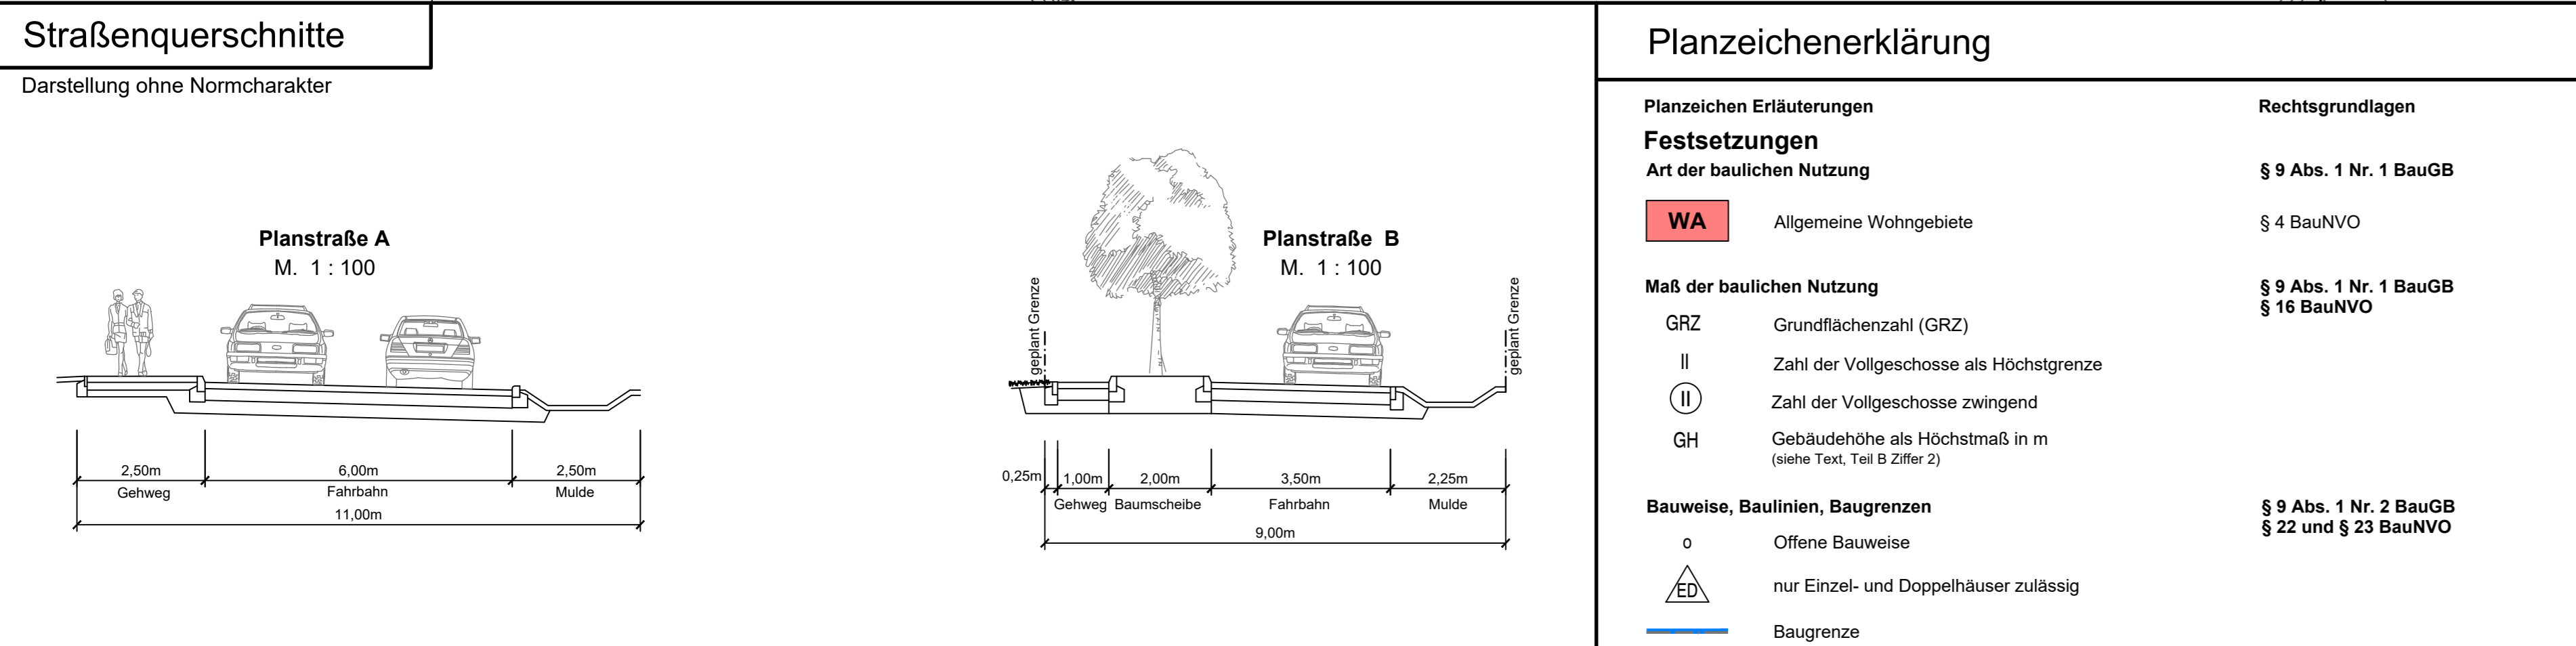 Straßenquerschnitte
Darstellung ohne Normcharakter
Planstraße A
M. 1 : 100
2,50m
6,00m
2,50m
Gehweg
Fahrbahn
Mulde
11,00m
Planstraße B
M. 1 : 100
geplant Grenze
geplant Grenze
0,25m
1,00m
2,00m
3,50m
2,25m
Gehweg
Baumscheibe
Fahrbahn
Mulde
9,00m
Planzeichenerklärung
Planzeichen Erläuterungen
Rechtsgrundlagen
Festsetzungen
Art der baulichen Nutzung
§ 9 Abs. 1 Nr. 1 BauGB
WA
Allgemeine Wohngebiete
§ 4 BauNVO
Maß der baulichen Nutzung
§ 9 Abs. 1 Nr. 1 BauGB
§ 16 BauNVO
GRZ
Grundflächenzahl (GRZ)
II
Zahl der Vollgeschosse als Höchstgrenze
II
Zahl der Vollgeschosse zwingend
GH
Gebäudehöhe als Höchstmaß in m
(siehe Text, Teil B Ziffer 2)
Bauweise, Baulinien, Baugrenzen
§ 9 Abs. 1 Nr. 2 BauGB
§ 22 und § 23 BauNVO
o
Offene Bauweise
ED
nur Einzel- und Doppelhäuser zulässig
Baugrenze